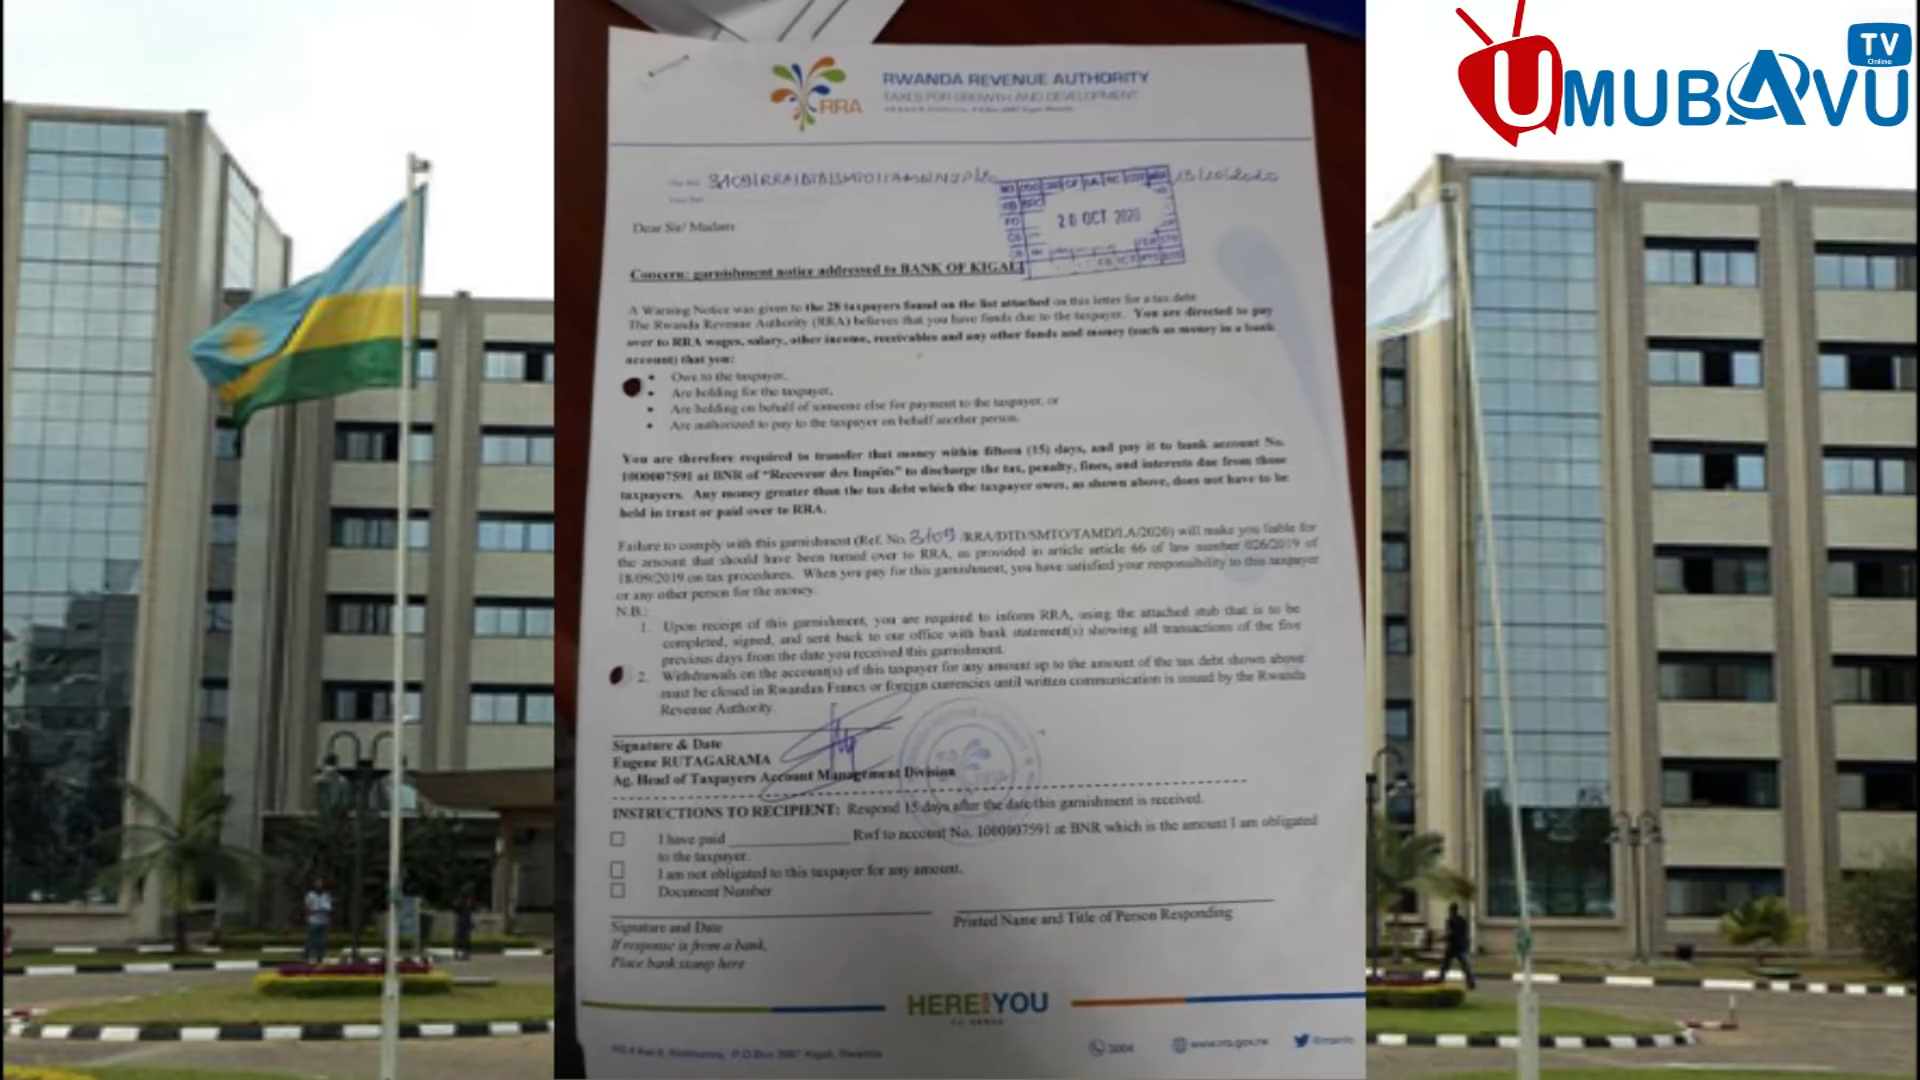 UMUBAVU
TV
Online
RRA
RWANDA REVENUE AUTHORITY
TAXES FOR GROWTH AND DEVELOPMENT
20 OCT 2020
Dear Sir/ Madam
Concern: garnishment notice addressed to BANK OF KIGALI
A Warning Notice was given to the 28 taxpayers found on the list attached on this letter for a tax debt
The Rwanda Revenue Authority (RRA) believes that you have funds due to the taxpayer. You are directed to pay
over to RRA wages, salary, other income, receivables and any other funds and money (such as money in a bank
account) that you:
• Owe to the taxpayer,
• Are holding for the taxpayer,
• Are holding on behalf of someone else for payment to the taxpayer, or
• Are authorized to pay to the taxpayer on behalf another person.
You are therefore required to transfer that money within fifteen (15) days, and pay it to bank account No.
1000007591 at BNR of "Receveur des Impôts" to discharge the tax, penalty, fines, and interests due from those
taxpayers. Any money greater than the tax debt which the taxpayer owes, as shown above, does not have to be
held in trust or paid over to RRA.
Failure to comply with this garnishment (Ref. No. 3109 /RRA/DTD/SMTO/TAMD/I.A/2020) will make you liable for
the amount that should have been turned over to RRA, as provided in article article 66 of law number 026/2019 of
18/09/2019 on tax procedures. When you pay for this garnishment, you have satisfied your responsibility to this taxpayer
or any other person for the money.
N.B.:
1. Upon receipt of this garnishment, you are required to inform RRA, using the attached stub that is to be
completed, signed, and sent back to our office with bank statement(s) showing all transactions of the five
previous days from the date you received this garnishment.
2. Withdrawals on the account(s) of this taxpayer for any amount up to the amount of the tax debt shown above
must be closed in Rwandan Francs or foreign currencies until written communication is issued by the Rwanda
Revenue Authority.
Signature & Date
Eugene RUTAGARAMA
Ag. Head of Taxpayers Account Management Division
INSTRUCTIONS TO RECIPIENT: Respond 15 days after the date this garnishment is received.
I have paid ____________ Rwf to account No. 1000007591 at BNR which is the amount I am obligated
to the taxpayer.
I am not obligated to this taxpayer for any amount.
Document Number
Signature and Date
Printed Name and Title of Person Responding
If response is from a bank,
Place bank stamp here
HERE FOR YOU
TO SERVE
3004
www.rra.gov.rw